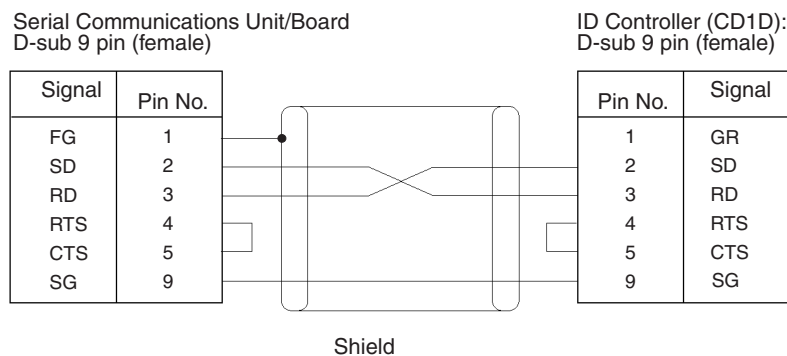 Serial Communications Unit/Board
D-sub 9 pin (female)
ID Controller (CD1D):
D-sub 9 pin (female)
Signal Pin No.
FG 1
SD 2
RD 3
RTS 4
CTS 5
SG 9
Pin No. Signal
1 GR
2 SD
3 RD
4 RTS
5 CTS
9 SG
Shield